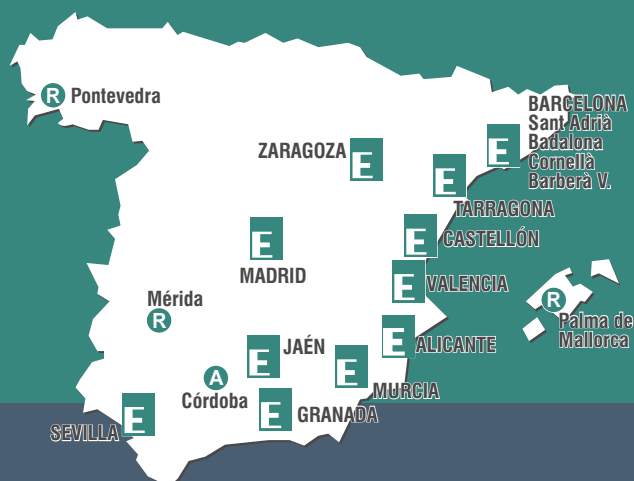 R Pontevedra
BARCELONA
Sant Adrià
Badalona
Cornellà
Barberà V.
E
ZARAGOZA E
E
TARRAGONA
E
MADRID
E
CASTELLÓN
E VALENCIA
Mérida
R
R
Palma de
Mallorca
E ALICANTE
E JAÉN
E
MURCIA
A
Córdoba
E GRANADA
SEVILLA E